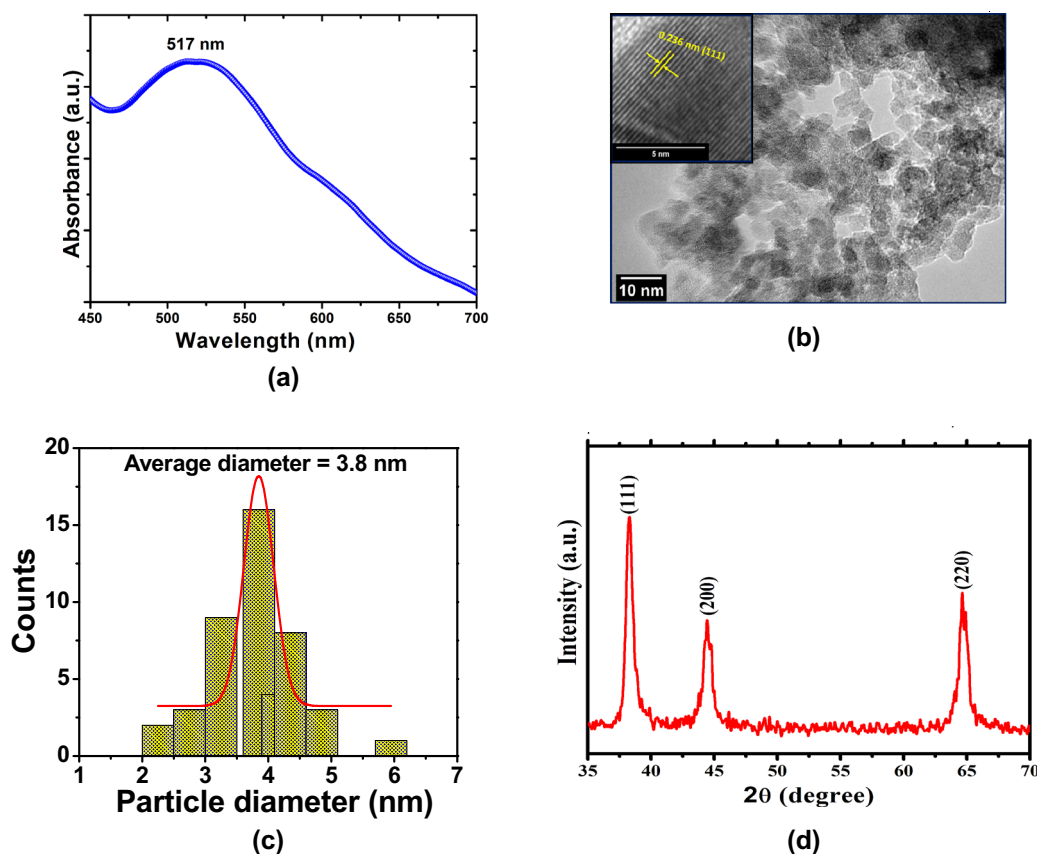 517 nm
Absorbance (a.u.)
450 500 550 600 650 700
Wavelength (nm)
(a)
0.236 nm (111)
5 nm
10 nm
(b)
20
15
10
5
0
Average diameter = 3.8 nm
Counts
1 2 3 4 5 6 7
Particle diameter (nm)
(c)
(111)
(200)
(220)
Intensity (a.u.)
35 40 45 50 55 60 65 70
2θ (degree)
(d)